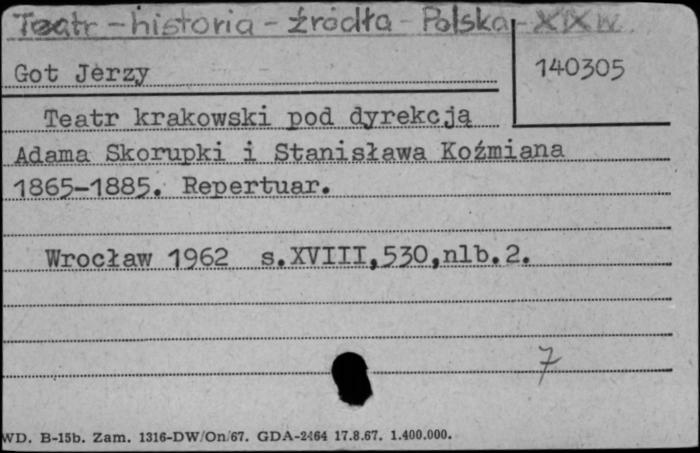 Teatr - historia - źródła - Polska - XIX w.
Got Jerzy
140305
Teatr krakowski pod dyrekcją
Adama Skorupki i Stanisława Koźmiana
1865-1885. Repertuar.
Wrocław 1962 s.XVIII,530,nlb.2.
7
WD. B-15b. Zam. 1316-DW/On/67. GDA-2464 17.8.67. 1.400.000.